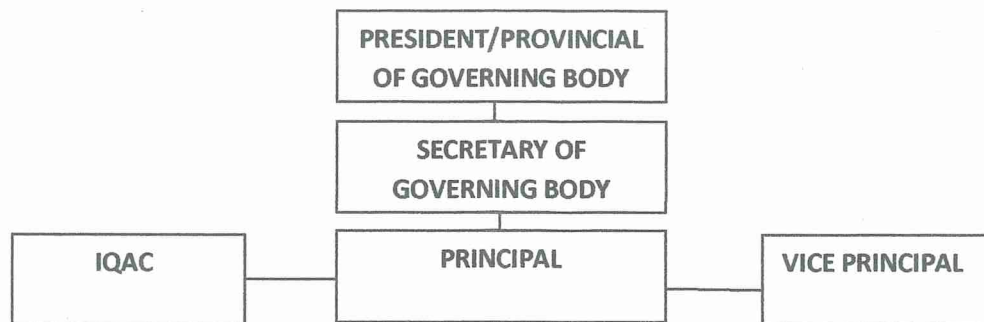 PRESIDENT/PROVINCIAL
OF GOVERNING BODY
SECRETARY OF
GOVERNING BODY
IQAC
PRINCIPAL
VICE PRINCIPAL